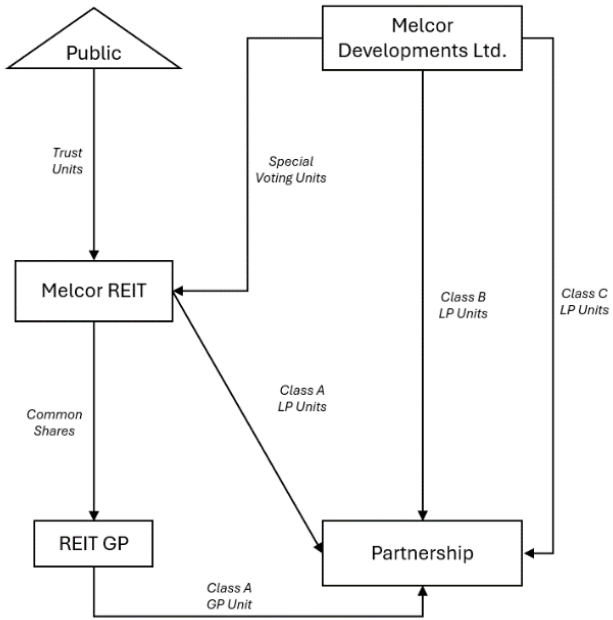 Public
Melcor
Developments Ltd.
Trust
Units
Special
Voting Units
Melcor REIT
Class B
LP Units
Class C
LP Units
Class A
LP Units
Common
Shares
REIT GP
Partnership
Class A
GP Unit